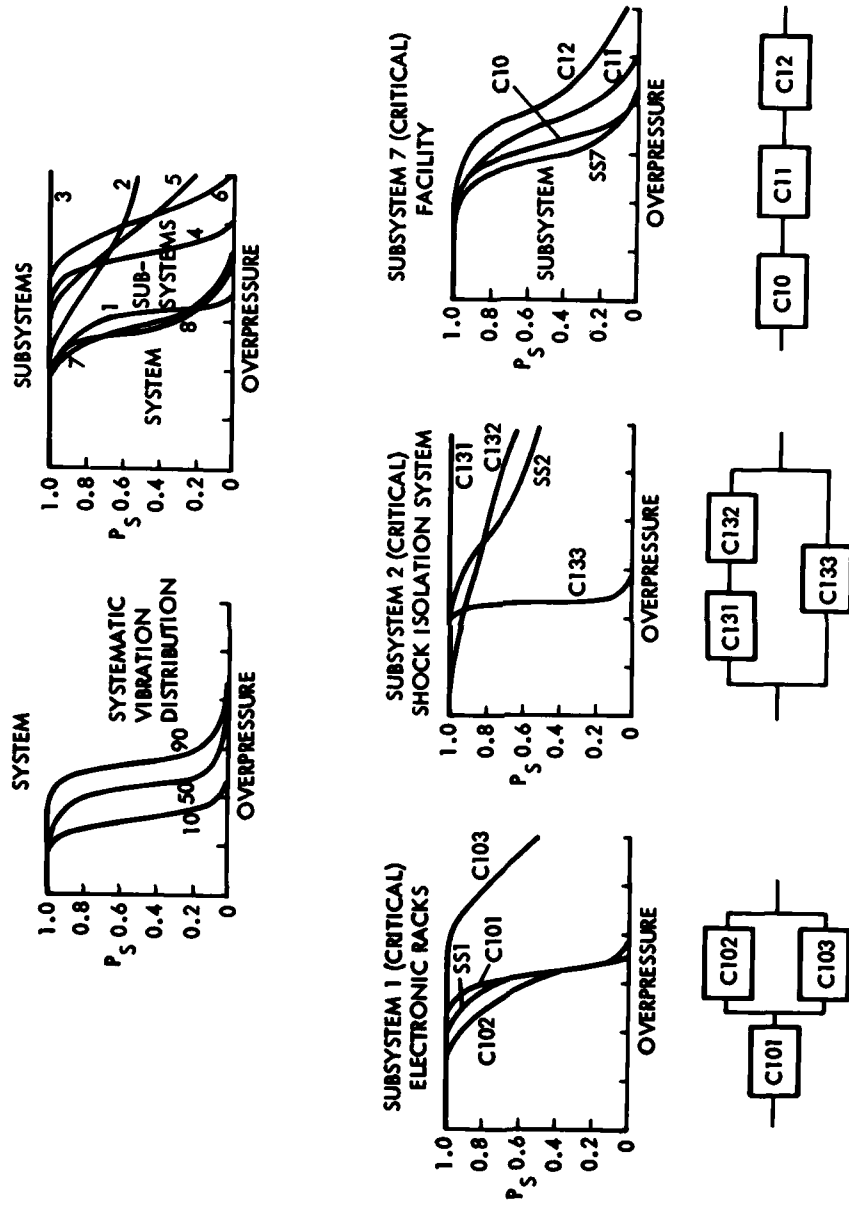 SYSTEM
1.0
0.8
P_S 0.6
0.4
0.2
0
SYSTEMATIC
VIBRATION
DISTRIBUTION
10
50
90
OVERPRESSURE
SUBSYSTEMS
1.0
0.8
P_S 0.6
0.4
0.2
0
3
2
5
6
4
1
SUB-
SYSTEMS
7
8
SYSTEM
OVERPRESSURE
SUBSYSTEM 1 (CRITICAL)
ELECTRONIC RACKS
1.0
0.8
P_S 0.6
0.4
0.2
0
C103
SS1
C101
C102
OVERPRESSURE
C101
C102
C103
SUBSYSTEM 2 (CRITICAL)
SHOCK ISOLATION SYSTEM
1.0
0.8
P_S 0.6
0.4
0.2
0
C131
C132
SS2
C133
OVERPRESSURE
C131
C132
C133
SUBSYSTEM 7 (CRITICAL)
FACILITY
1.0
0.8
P_S 0.6
0.4
0.2
0
C10
C12
C11
SUBSYSTEM
SS7
OVERPRESSURE
C10
C11
C12